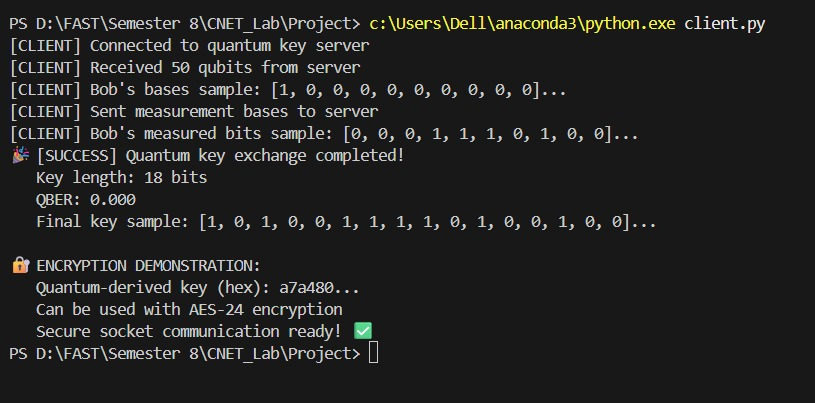 PS D:\FAST\Semester 8\CNET_Lab\Project> c:\Users\Dell\anaconda3\python.exe client.py
[CLIENT] Connected to quantum key server
[CLIENT] Received 50 qubits from server
[CLIENT] Bob's bases sample: [1, 0, 0, 0, 0, 0, 0, 0, 0, 0]...
[CLIENT] Sent measurement bases to server
[CLIENT] Bob's measured bits sample: [0, 0, 0, 1, 1, 1, 0, 1, 0, 0]...
🎉 [SUCCESS] Quantum key exchange completed!
Key length: 18 bits
QBER: 0.000
Final key sample: [1, 0, 1, 0, 0, 1, 1, 1, 1, 0, 1, 0, 0, 1, 0, 0]...
🔐 ENCRYPTION DEMONSTRATION:
Quantum-derived key (hex): a7a480...
Can be used with AES-24 encryption
Secure socket communication ready! ✅
PS D:\FAST\Semester 8\CNET_Lab\Project>